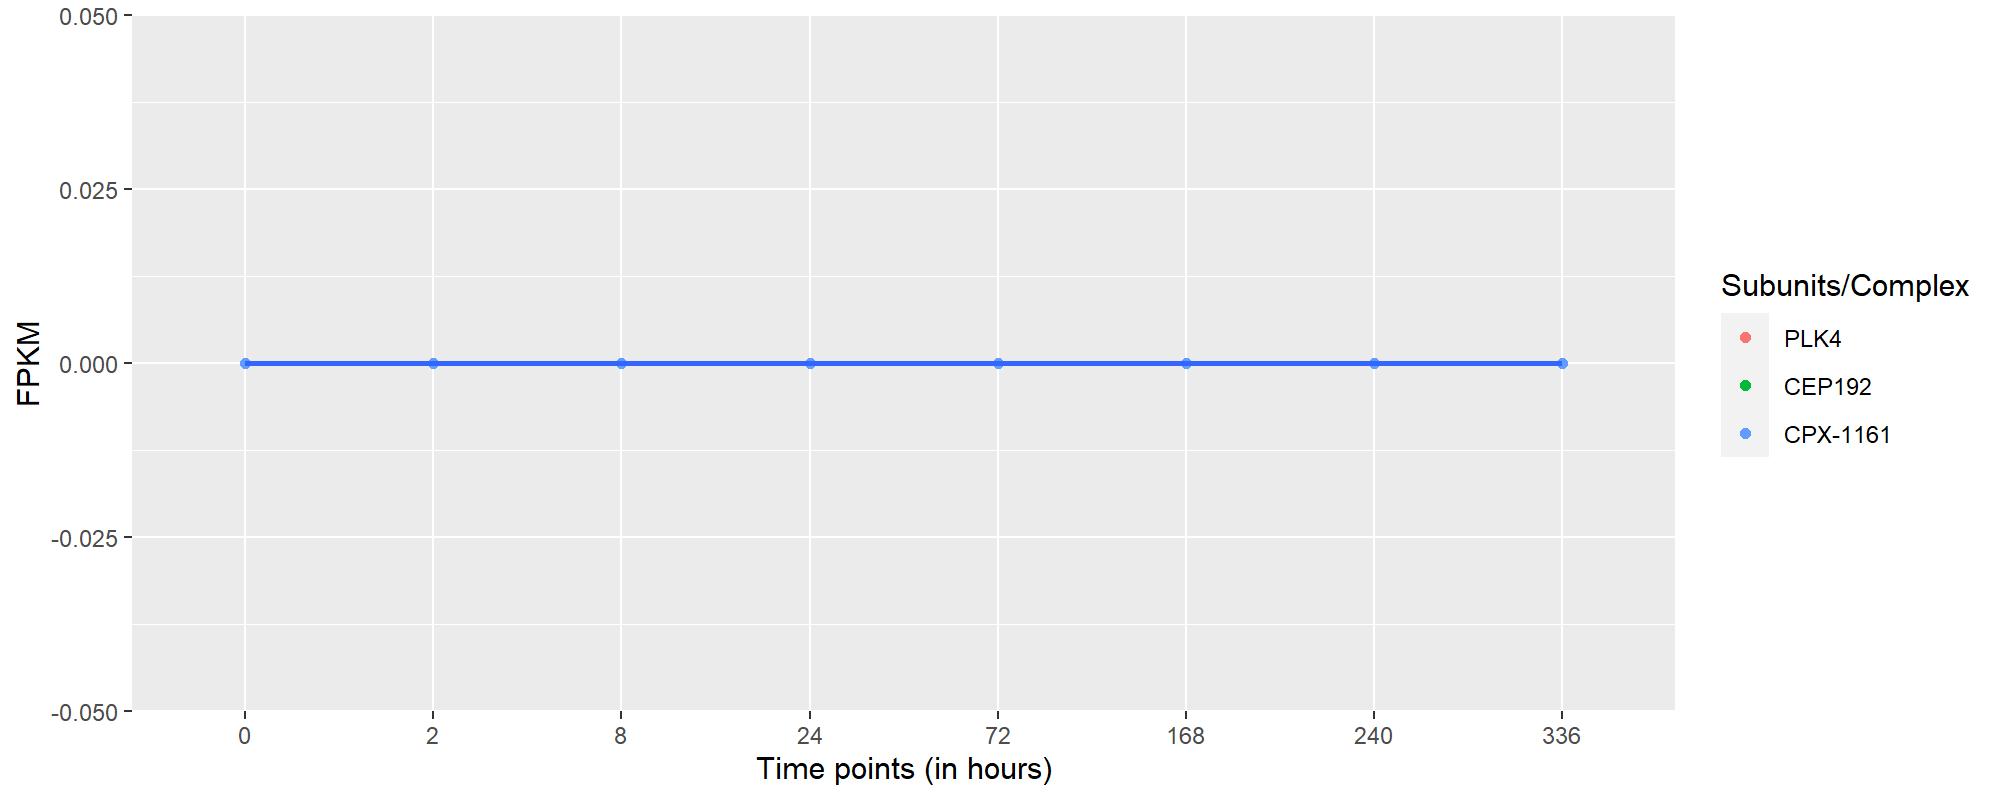 0.050
0.025
0.000
-0.025
-0.050
FPKM
0 2 8 24 72 168 240 336
Time points (in hours)
Subunits/Complex
PLK4
CEP192
CPX-1161